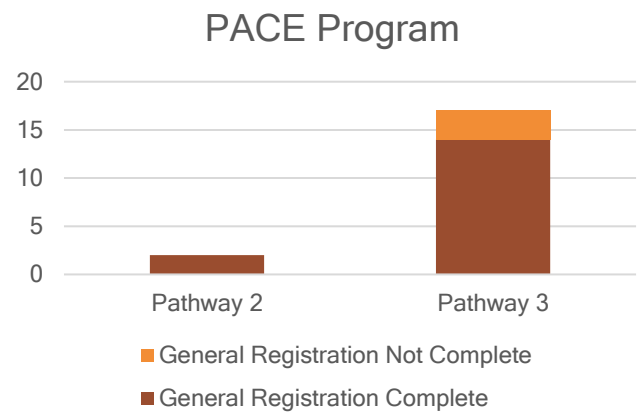 PACE Program
20
15
10
5
0
Pathway 2 Pathway 3
General Registration Not Complete
General Registration Complete